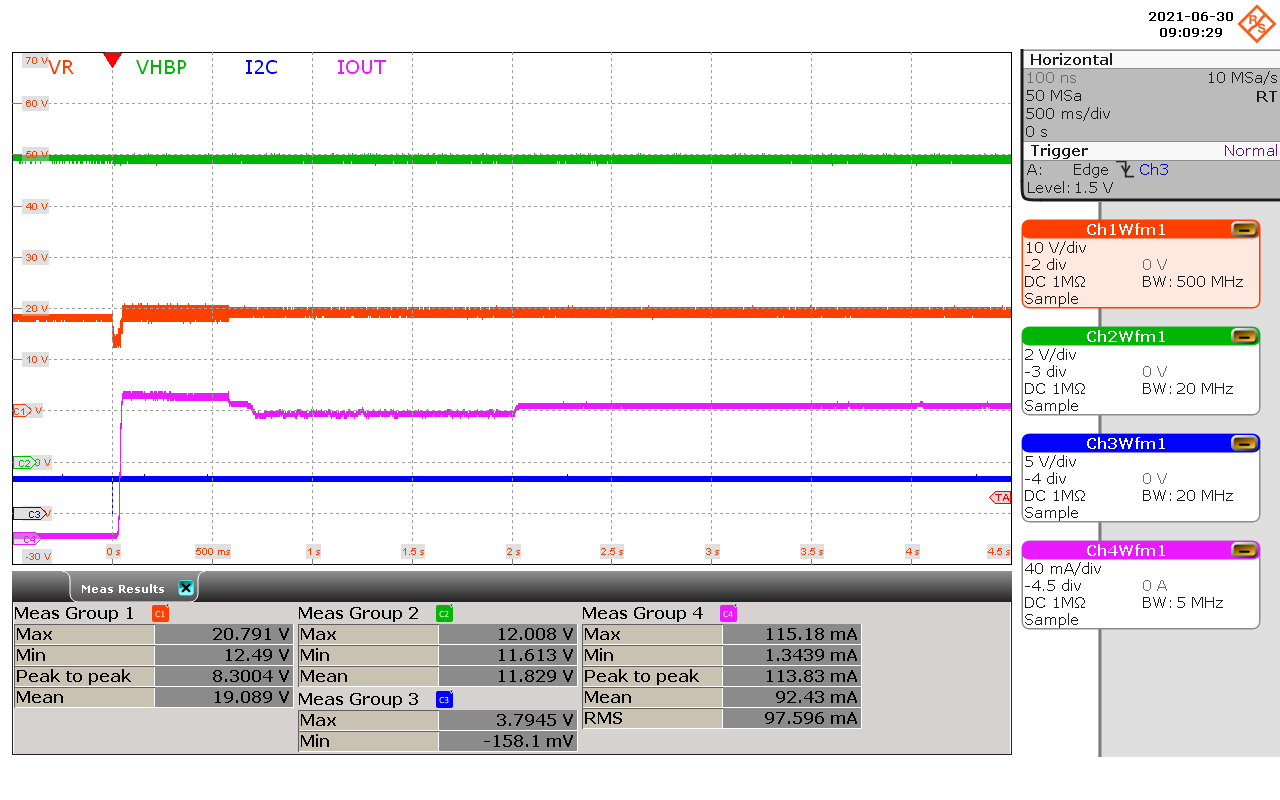 2021-06-30
09:09:29
R&S
70 V
VR
VHBP
I2C
IOUT
60 V
50 V
40 V
30 V
20 V
10 V
C1 V
C2 0 V
C3 V
C4
TA
-30 V
0 s
500 ms
1 s
1.5 s
2 s
2.5 s
3 s
3.5 s
4 s
4.5 s
Horizontal
100 ns 10 MSa/s
50 MSa RT
500 ms/div
0 s
Trigger Normal
A: Edge Ch3
Level: 1.5 V
Ch1Wfm1
10 V/div
-2 div 0 V
DC 1MΩ BW: 500 MHz
Sample
Ch2Wfm1
2 V/div
-3 div 0 V
DC 1MΩ BW: 20 MHz
Sample
Ch3Wfm1
5 V/div
-4 div 0 V
DC 1MΩ BW: 20 MHz
Sample
Ch4Wfm1
40 mA/div
-4.5 div 0 A
DC 1MΩ BW: 5 MHz
Sample
Meas Results
Meas Group 1 C1
Max 20.791 V
Min 12.49 V
Peak to peak 8.3004 V
Mean 19.089 V
Meas Group 2 C2
Max 12.008 V
Min 11.613 V
Mean 11.829 V
Meas Group 3 C3
Max 3.7945 V
Min -158.1 mV
Meas Group 4 C4
Max 115.18 mA
Min 1.3439 mA
Peak to peak 113.83 mA
Mean 92.43 mA
RMS 97.596 mA